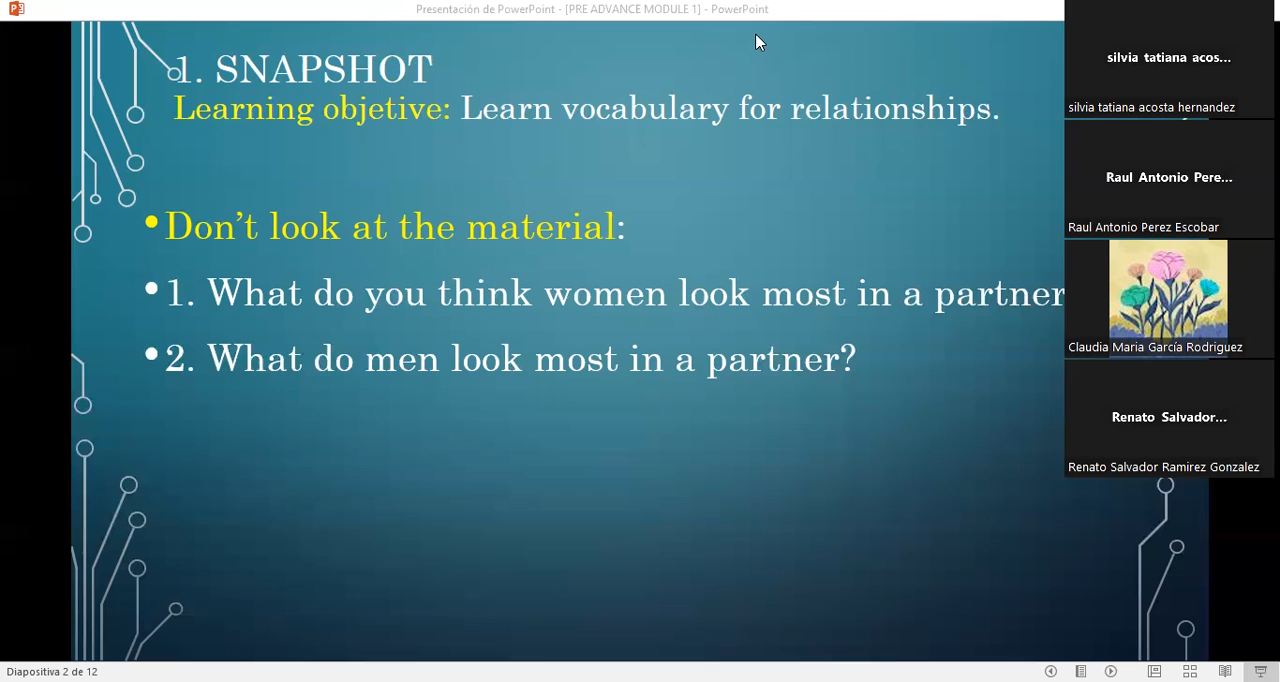 Presentación de PowerPoint - [PRE ADVANCE MODULE 1] - PowerPoint
1. SNAPSHOT
Learning objetive: Learn vocabulary for relationships.
• Don't look at the material:
• 1. What do you think women look most in a partner
• 2. What do men look most in a partner?
silvia tatiana acos...
silvia tatiana acosta hernandez
Raul Antonio Pere...
Raul Antonio Perez Escobar
Claudia Maria García Rodriguez
Renato Salvador...
Renato Salvador Ramirez Gonzalez
Diapositiva 2 de 12